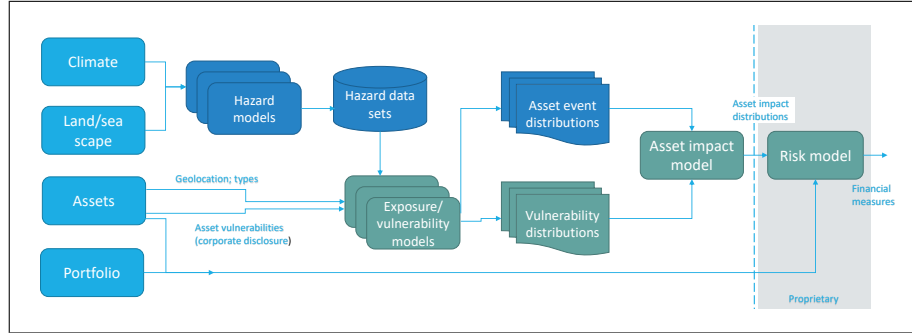 Climate
Land/sea
scape
Hazard
models
Hazard data
sets
Asset event
distributions
Asset impact
distributions
Asset impact
model
Risk model
Financial
measures
Assets
Geolocation; types
Asset vulnerabilities
(corporate disclosure)
Exposure/
vulnerability
models
Vulnerability
distributions
Portfolio
Proprietary